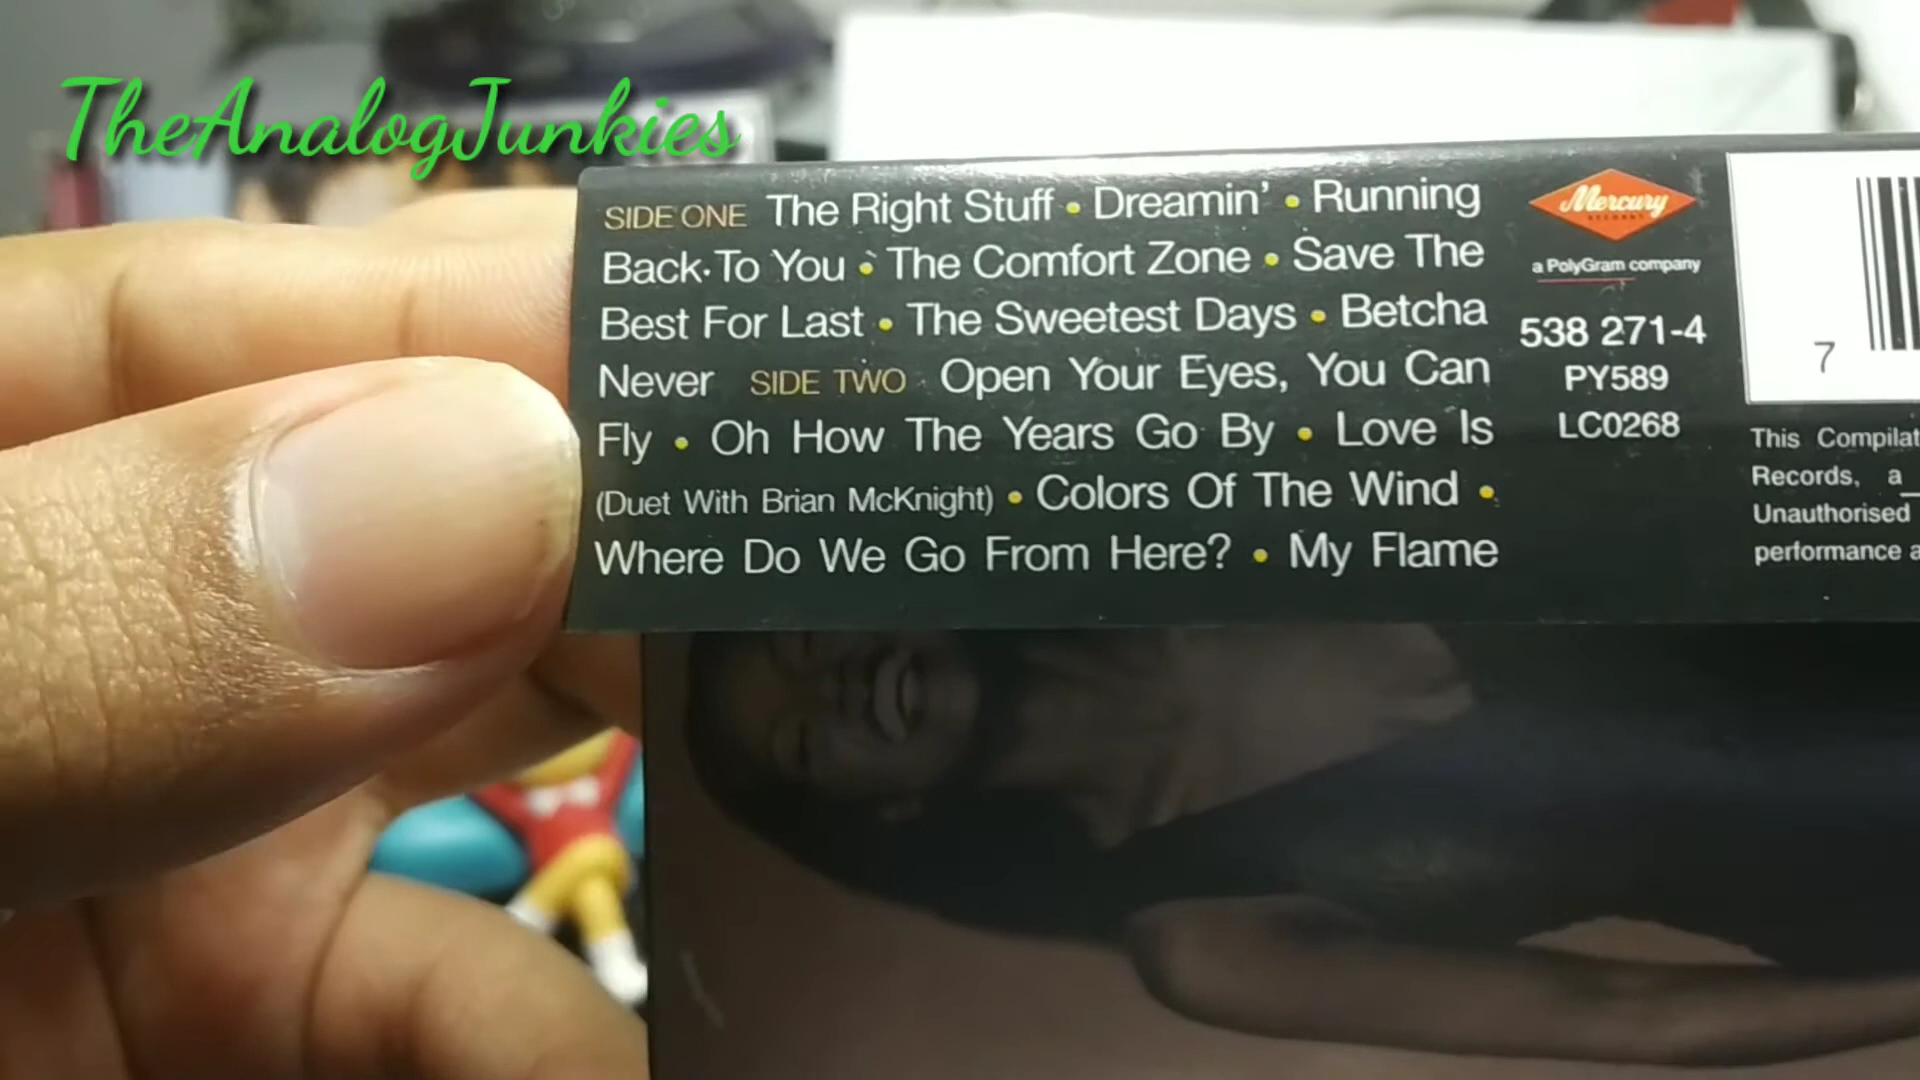 TheAnalogJunkies
SIDE ONE The Right Stuff • Dreamin' • Running
Back To You • The Comfort Zone • Save The
Best For Last • The Sweetest Days • Betcha
Never SIDE TWO Open Your Eyes, You Can
Fly • Oh How The Years Go By • Love Is
(Duet With Brian McKnight) • Colors Of The Wind •
Where Do We Go From Here? • My Flame
Mercury
RECORDS
a PolyGram company
538 271-4
PY589
LC0268
7
This Compilat
Records, a
Unauthorised
performance a